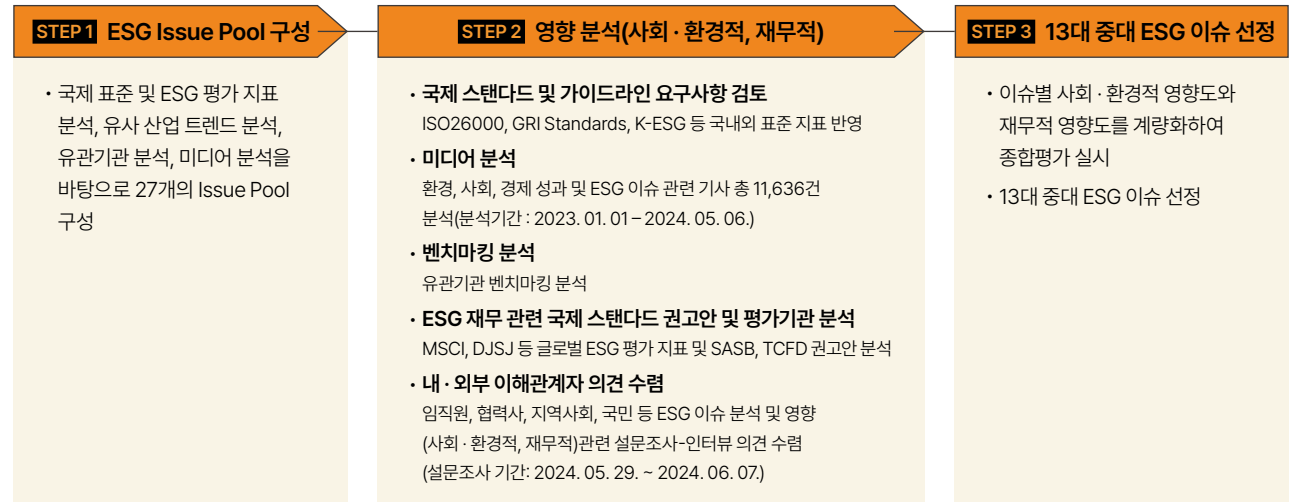 STEP 1 ESG Issue Pool 구성
• 국제 표준 및 ESG 평가 지표
분석, 유사 산업 트렌드 분석,
유관기관 분석, 미디어 분석을
바탕으로 27개의 Issue Pool
구성
STEP 2 영향 분석(사회 · 환경적, 재무적)
• 국제 스탠다드 및 가이드라인 요구사항 검토
ISO26000, GRI Standards, K-ESG 등 국내외 표준 지표 반영
• 미디어 분석
환경, 사회, 경제 성과 및 ESG 이슈 관련 기사 총 11,636건
분석(분석기간 : 2023. 01. 01 – 2024. 05. 06.)
• 벤치마킹 분석
유관기관 벤치마킹 분석
• ESG 재무 관련 국제 스탠다드 권고안 및 평가기관 분석
MSCI, DJSJ 등 글로벌 ESG 평가 지표 및 SASB, TCFD 권고안 분석
• 내 · 외부 이해관계자 의견 수렴
임직원, 협력사, 지역사회, 국민 등 ESG 이슈 분석 및 영향
(사회 · 환경적, 재무적)관련 설문조사-인터뷰 의견 수렴
(설문조사 기간: 2024. 05. 29. ~ 2024. 06. 07.)
STEP 3 13대 중대 ESG 이슈 선정
• 이슈별 사회 · 환경적 영향도와
재무적 영향도를 계량화하여
종합평가 실시
• 13대 중대 ESG 이슈 선정